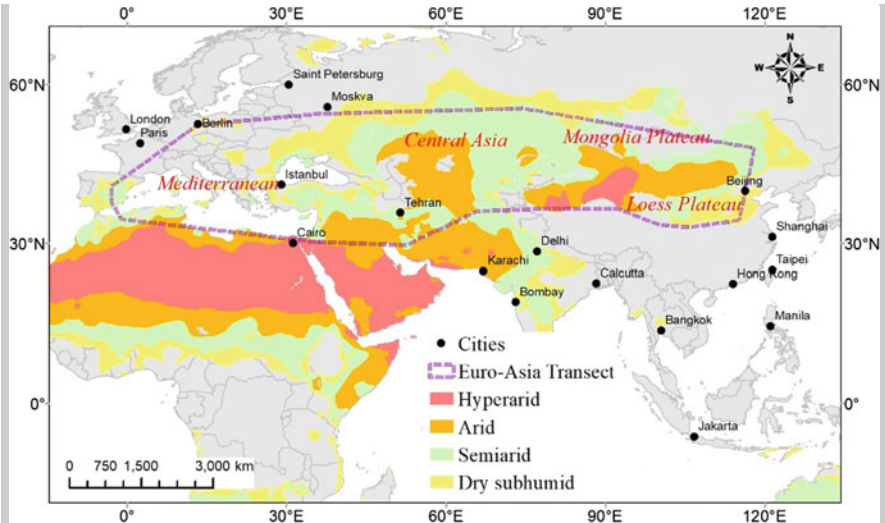 0° 30°E 60°E 90°E 120°E
N
W E
S
60°N 60°N
Saint Petersburg
Moskva
London
Berlin
Paris
Central Asia Mongolia Plateau
Mediterranean Istanbul
Beijing
Tehran Loess Plateau
30°N 30°N
Cairo
Shanghai
Delhi
Karachi
Taipei
Calcutta Hong Kong
Bombay
Bangkok Manila
Cities
Euro-Asia Transect
Hyperarid
0° 0°
Arid
Jakarta
Semiarid
0 750 1,500 3,000 km
Dry subhumid
0° 30°E 60°E 90°E 120°E